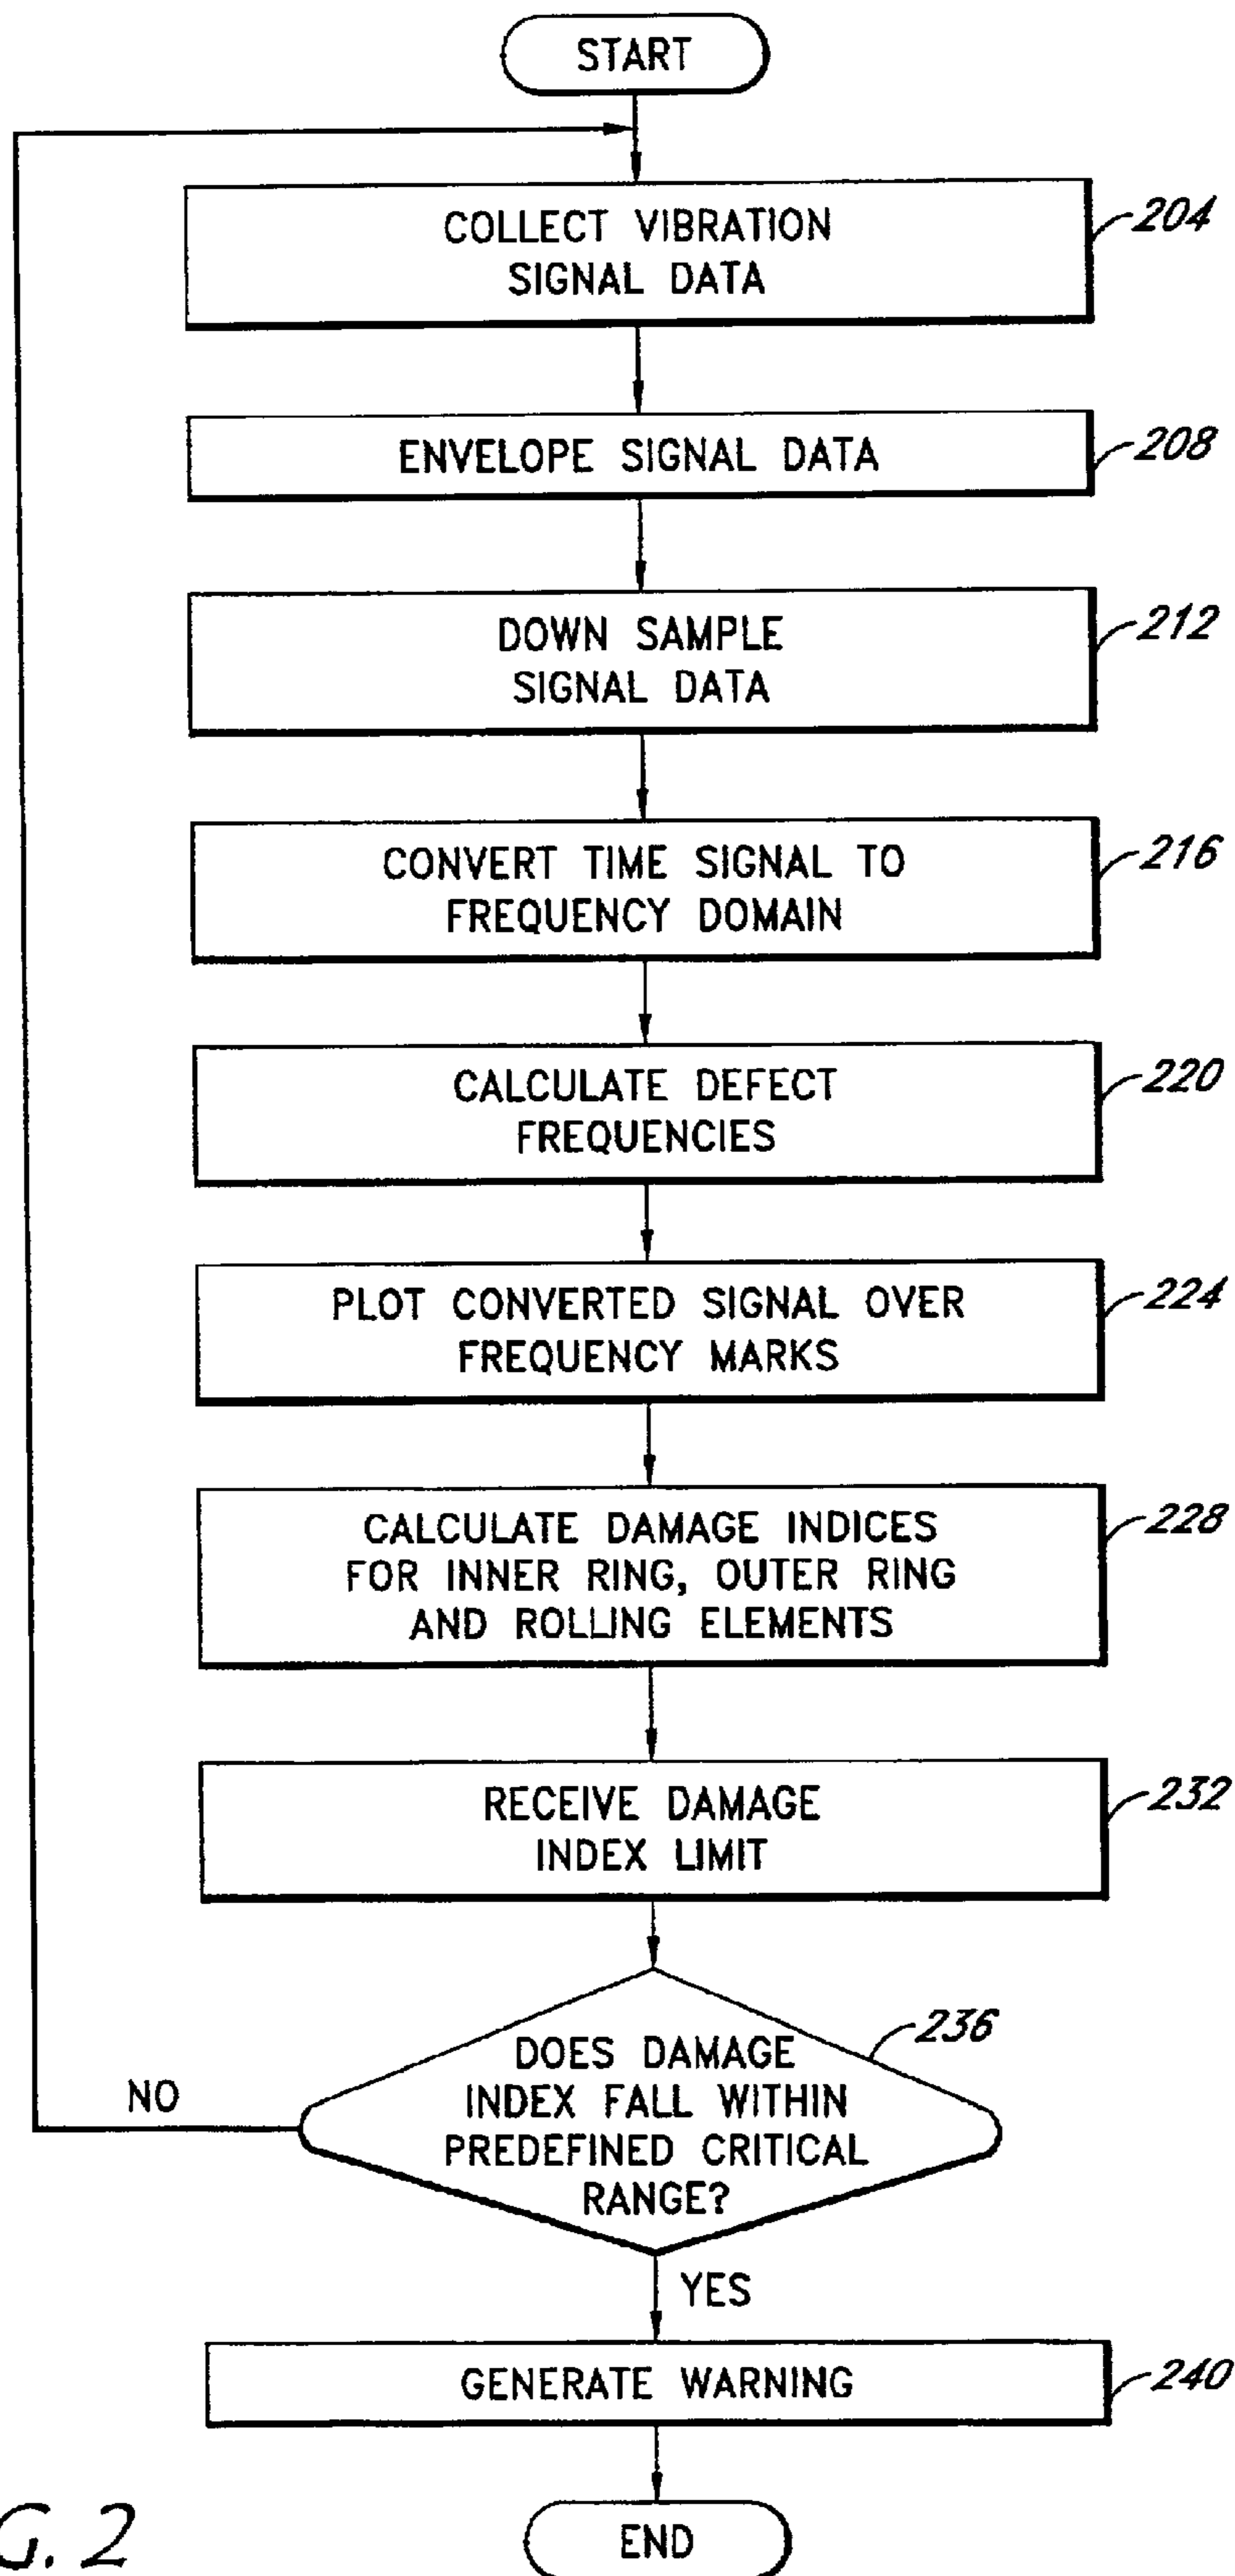 START
COLLECT VIBRATION
SIGNAL DATA
204
ENVELOPE SIGNAL DATA
208
DOWN SAMPLE
SIGNAL DATA
212
CONVERT TIME SIGNAL TO
FREQUENCY DOMAIN
216
CALCULATE DEFECT
FREQUENCIES
220
PLOT CONVERTED SIGNAL OVER
FREQUENCY MARKS
224
CALCULATE DAMAGE INDICES
FOR INNER RING, OUTER RING
AND ROLLING ELEMENTS
228
RECEIVE DAMAGE
INDEX LIMIT
232
DOES DAMAGE
INDEX FALL WITHIN
PREDEFINED CRITICAL
RANGE?
236
NO
YES
GENERATE WARNING
240
END
G. 2